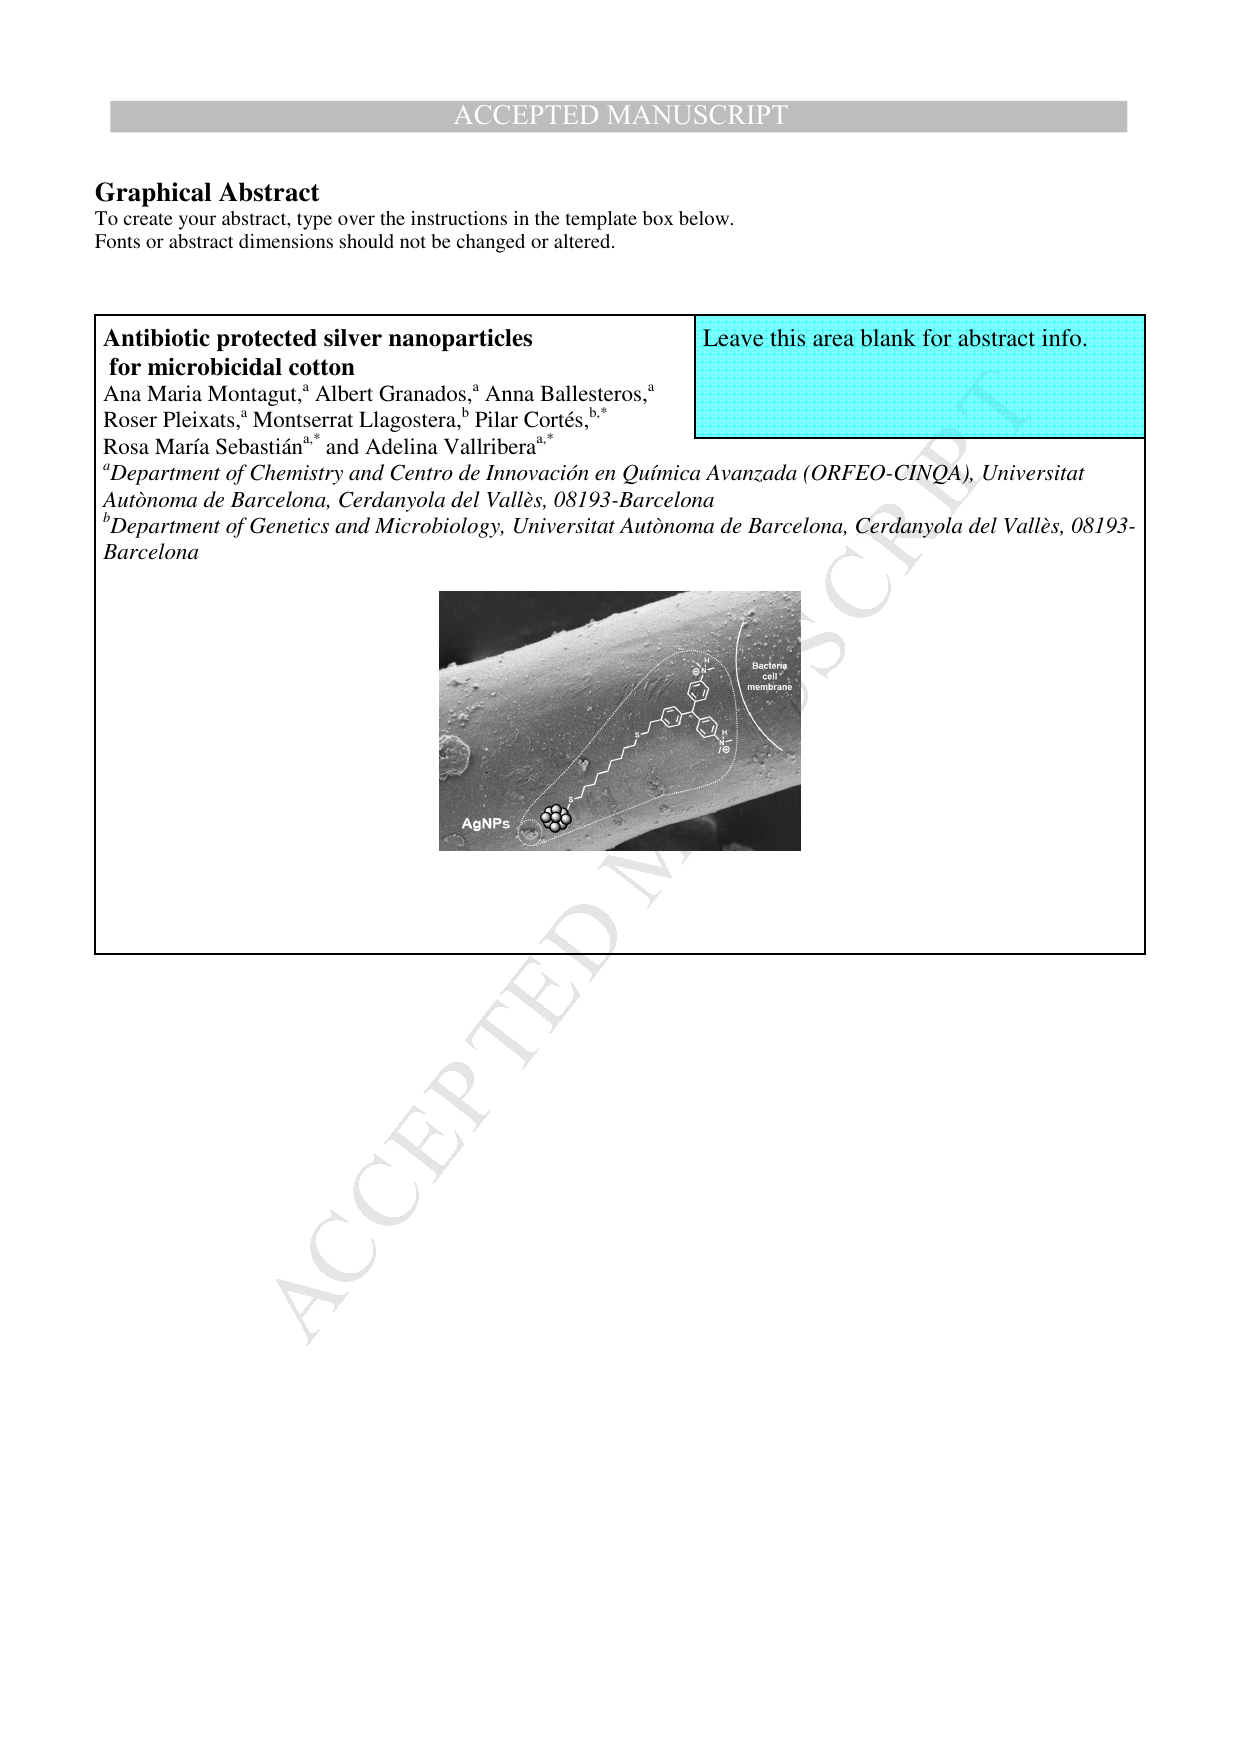 ACCEPTED MANUSCRIPT
Graphical Abstract
To create your abstract, type over the instructions in the template box below.
Fonts or abstract dimensions should not be changed or altered.
Antibiotic protected silver nanoparticles
for microbicidal cotton
Leave this area blank for abstract info.
Ana Maria Montagut,a Albert Granados,a Anna Ballesteros,a
Roser Pleixats,a Montserrat Llagostera,b Pilar Cortés,b,*
Rosa María Sebastiána,* and Adelina Vallriberaa,*
aDepartment of Chemistry and Centro de Innovación en Química Avanzada (ORFEO-CINQA), Universitat
Autònoma de Barcelona, Cerdanyola del Vallès, 08193-Barcelona
bDepartment of Genetics and Microbiology, Universitat Autònoma de Barcelona, Cerdanyola del Vallès, 08193-
Barcelona
H
N
Bacteria
cell
membrane
S
H
N
S
AgNPs
ACCEPTED MANUSCRIPT